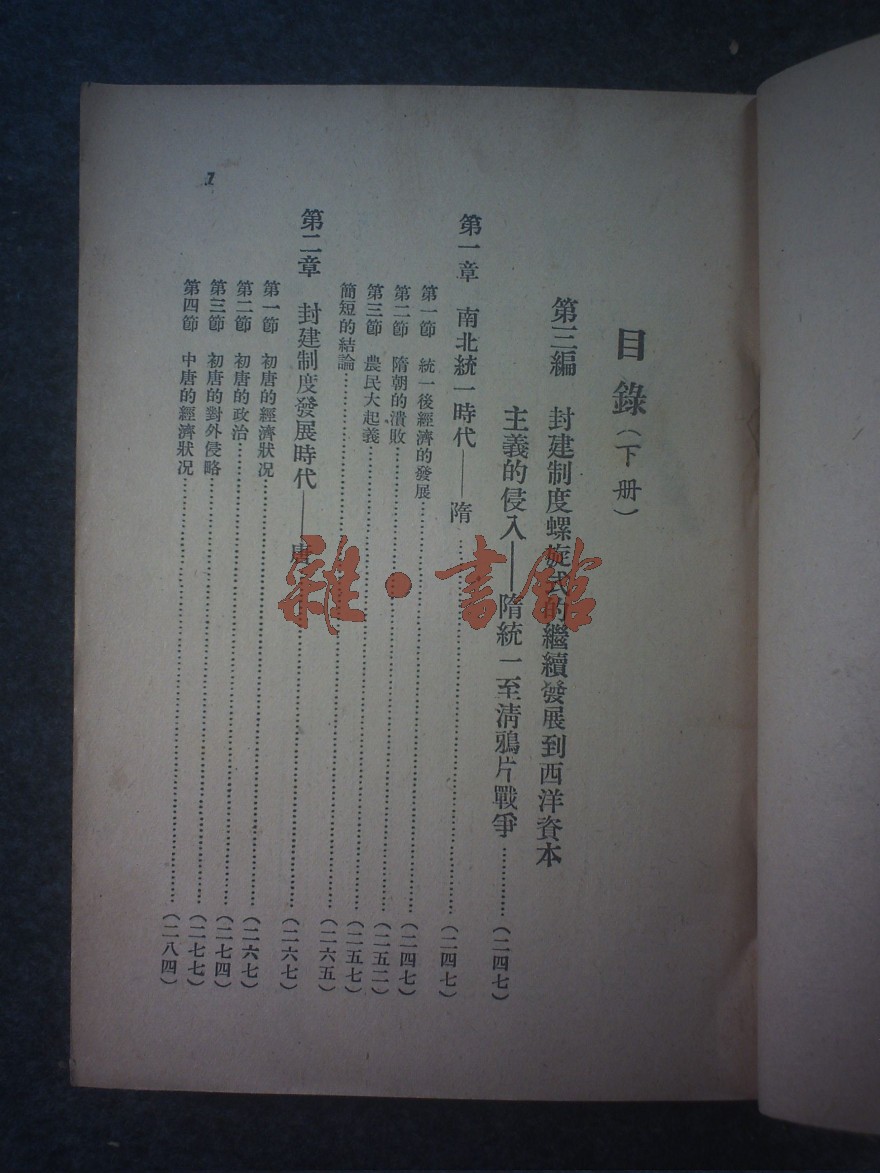 目錄(下册)
第三編 封建制度螺旋式的繼續發展到西洋資本
主義的侵入——隋統一至清鴉片戰爭……………(二四七)
第一章 南北統一時代——隋……………(二四七)
第一節 統一後經濟的發展……………(二四七)
第二節 隋朝的潰敗……………(二五二)
第三節 農民大起義……………(二五七)
簡短的結論……………(二六五)
第二章 封建制度發展時代——唐……………(二六七)
第一節 初唐的經濟狀况……………(二六七)
第二節 初唐的政治……………(二七四)
第三節 初唐的對外侵略……………(二七七)
第四節 中唐的經濟狀况……………(二八四)
1
雜·書館